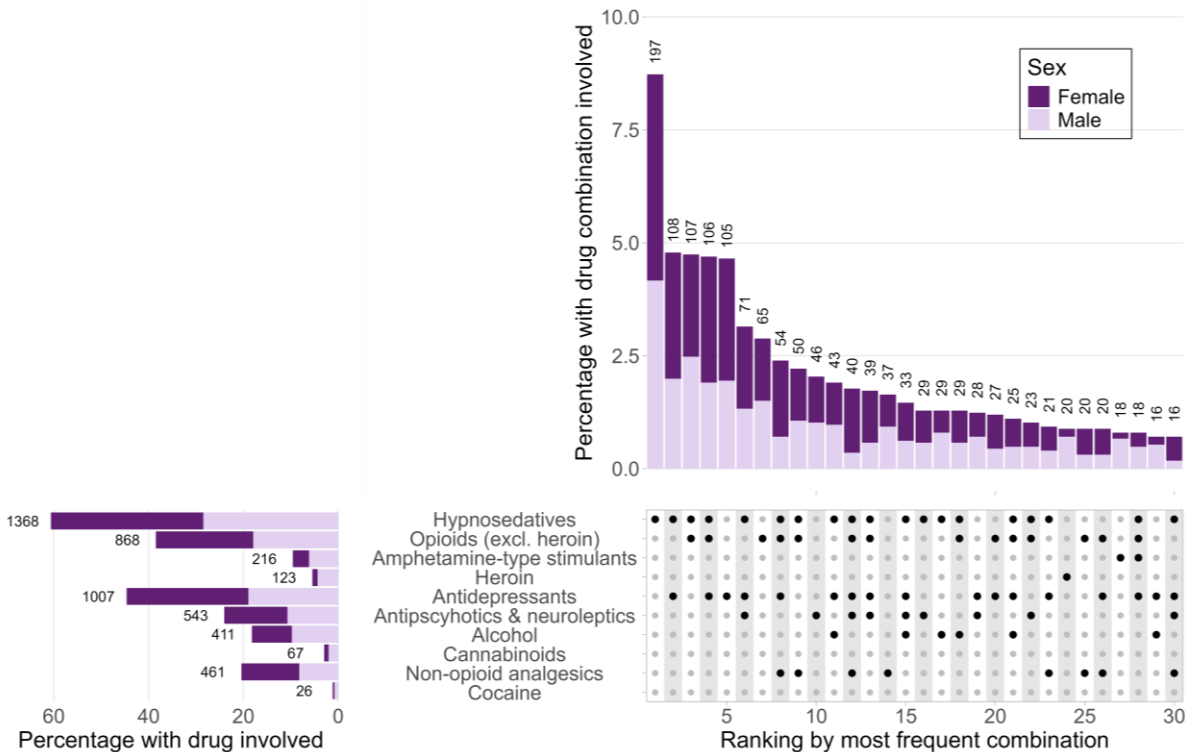 10.0
7.5
5.0
2.5
0.0
Percentage with drug combination involved
197
108
107
106
105
71
65
54
50
46
43
40
39
37
33
29
29
29
28
27
25
23
21
20
20
20
18
18
16
16
Sex
Female
Male
1368
868
216
123
1007
543
411
67
461
26
60 40 20 0
Percentage with drug involved
Hypnosedatives
Opioids (excl. heroin)
Amphetamine-type stimulants
Heroin
Antidepressants
Antipscyhotics & neuroleptics
Alcohol
Cannabinoids
Non-opioid analgesics
Cocaine
5 10 15 20 25 30
Ranking by most frequent combination